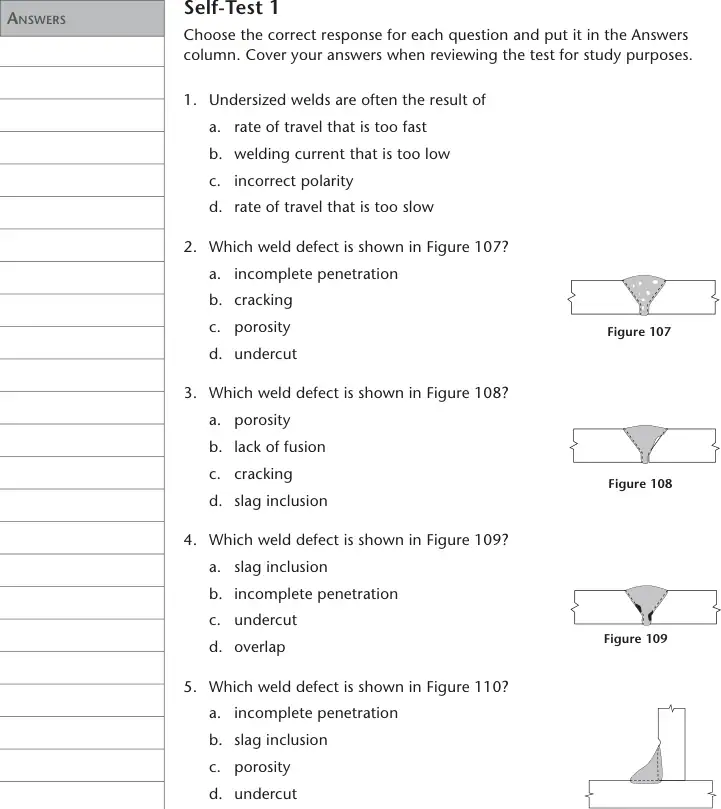 ANSWERS
Self-Test 1
Choose the correct response for each question and put it in the Answers
column. Cover your answers when reviewing the test for study purposes.
1. Undersized welds are often the result of
a. rate of travel that is too fast
b. welding current that is too low
c. incorrect polarity
d. rate of travel that is too slow
2. Which weld defect is shown in Figure 107?
a. incomplete penetration
b. cracking
c. porosity
d. undercut
Figure 107
3. Which weld defect is shown in Figure 108?
a. porosity
b. lack of fusion
c. cracking
d. slag inclusion
Figure 108
4. Which weld defect is shown in Figure 109?
a. slag inclusion
b. incomplete penetration
c. undercut
d. overlap
Figure 109
5. Which weld defect is shown in Figure 110?
a. incomplete penetration
b. slag inclusion
c. porosity
d. undercut